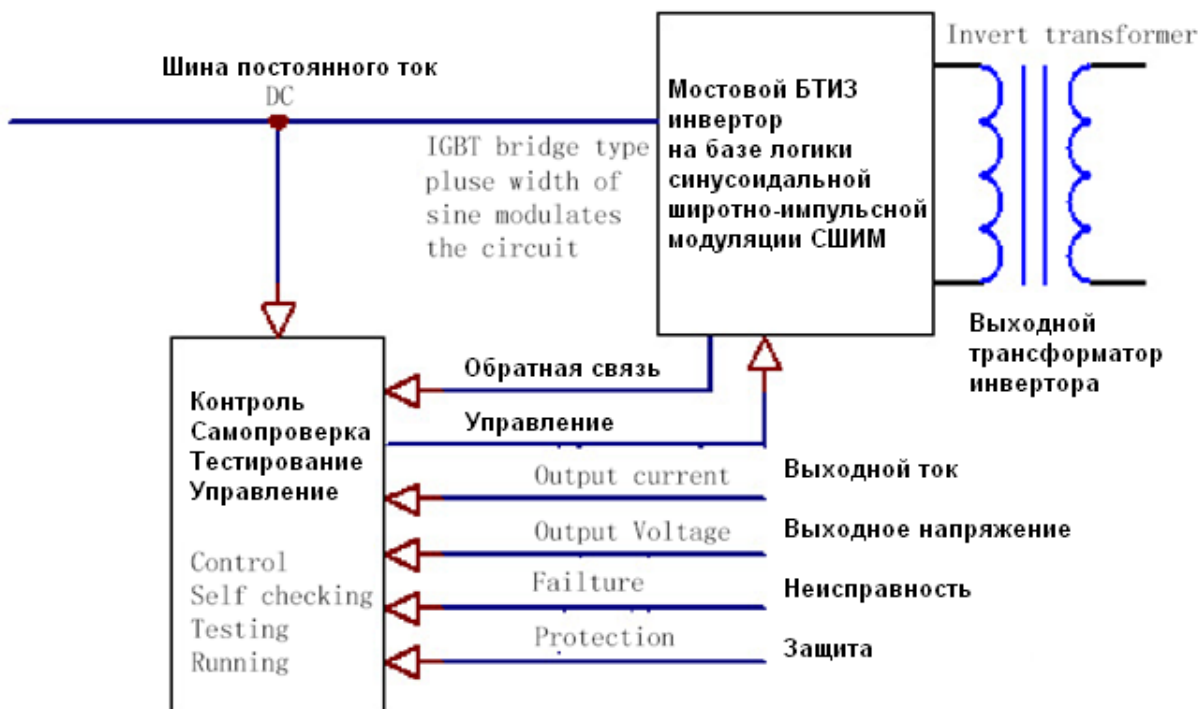 Invert transformer
Шина постоянного ток
DC
IGBT bridge type
pluse width of
sine modulates
the circuit
Мостовой БТИЗ
инвертор
на базе логики
синусоидальной
широтно-импульсной
модуляции СШИМ
Выходной
трансформатор
инвертора
Обратная связь
Управление
Контроль
Самопроверка
Тестирование
Управление
Control
Self checking
Testing
Running
Output current
Выходной ток
Output Voltage
Выходное напряжение
Failture
Неисправность
Protection
Защита